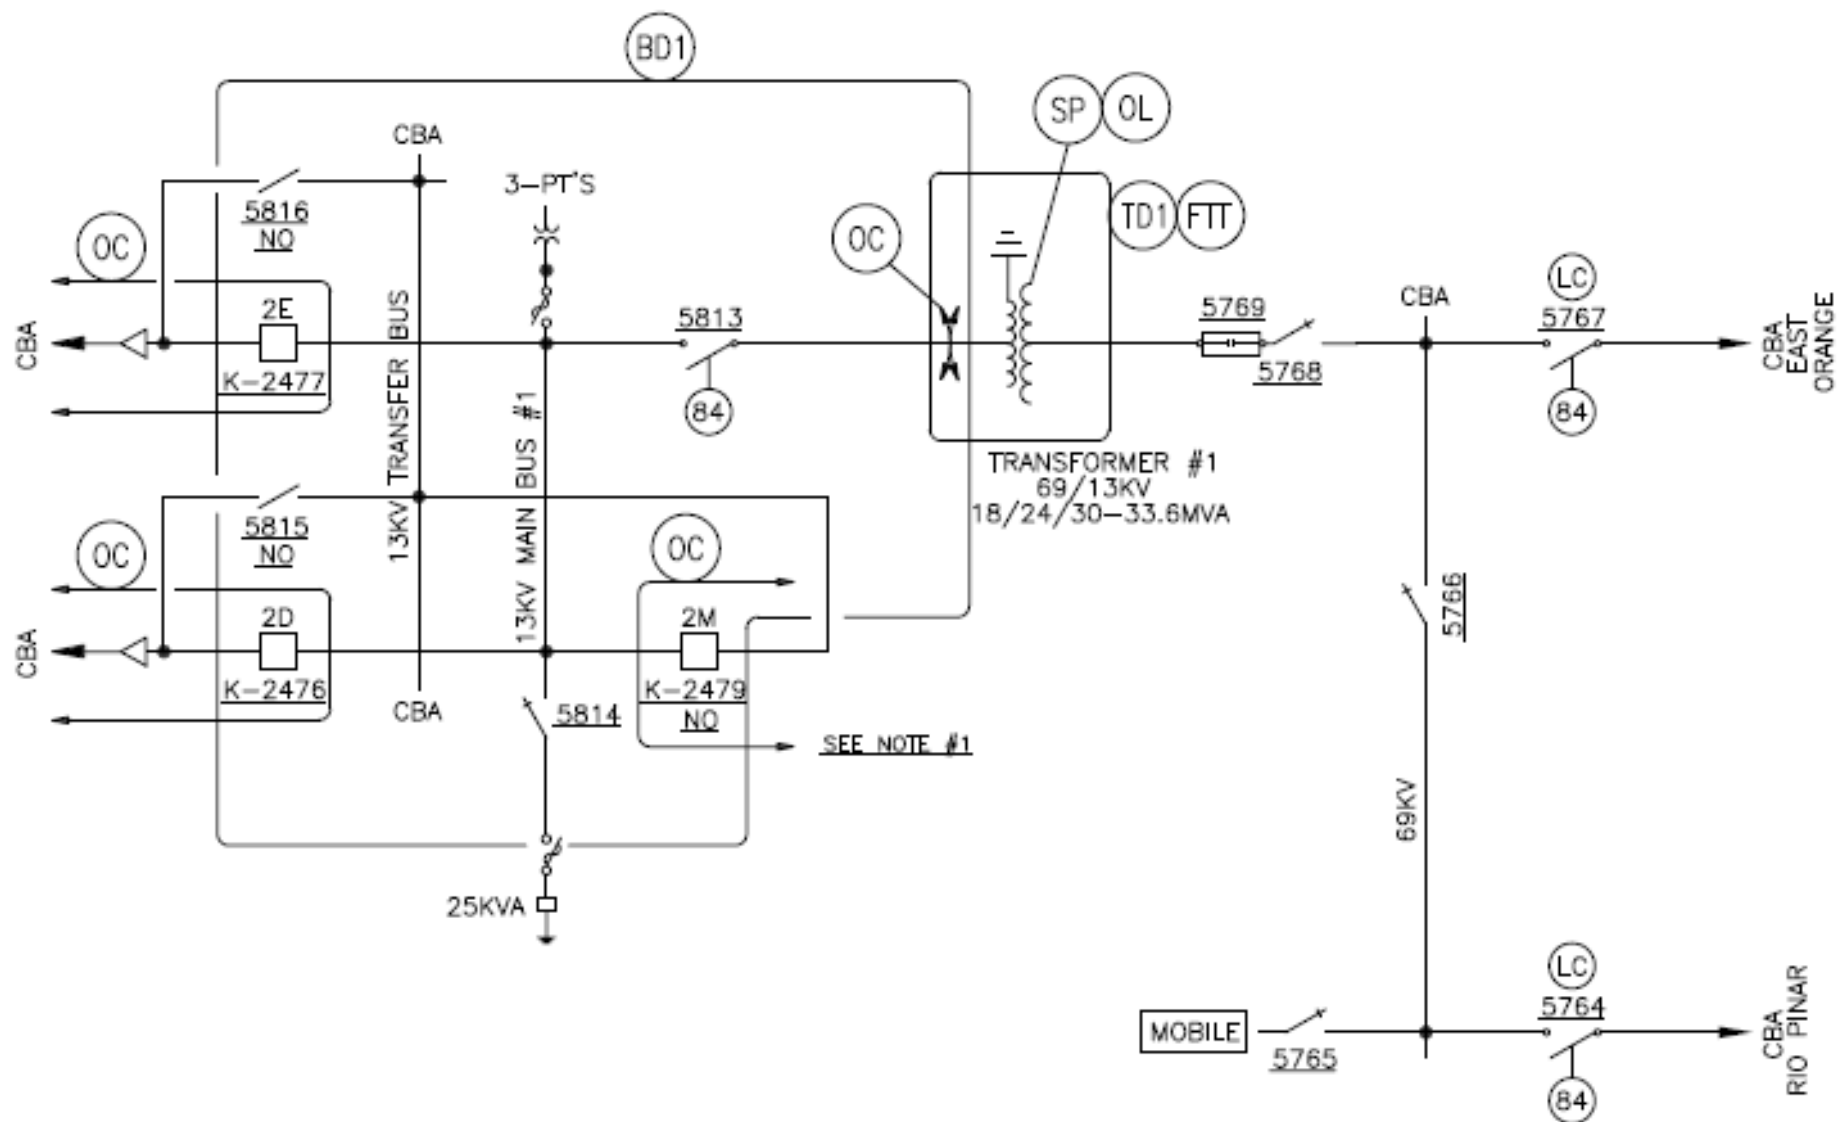 BD1
SP
OL
CBA
3-PT'S
5816
NO
OC
TD1
FTT
OC
LC
2E
5813
5769
CBA
5767
CBA
K-2477
5768
CBA
EAST
ORANGE
84
84
13KV TRANSFER BUS
13KV MAIN BUS #1
TRANSFORMER #1
69/13KV
18/24/30-33.6MVA
5815
NO
OC
OC
2D
2M
5766
CBA
K-2476
K-2479
NO
CBA
5814
SEE NOTE #1
69KV
25KVA
LC
5764
MOBILE
5765
CBA
RIO PINAR
84